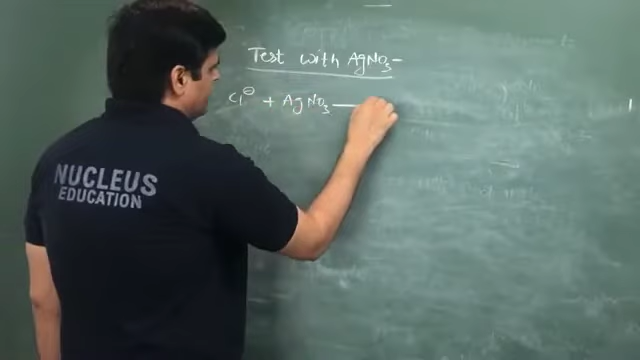 Test with AgNO₃-
Cl⊖ + AgNO₃ —
NUCLEUS
EDUCATION